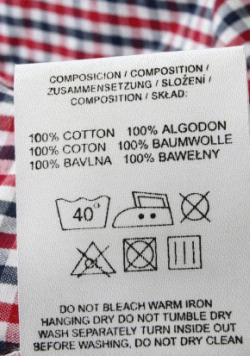 COMPOSICION / COMPOSITION /
ZUSAMMENSETZUNG / SLOŽENÍ /
COMPOSITION / SKŁAD:
100% COTTON 100% ALGODON
100% COTON 100% BAUMWOLLE
100% BAVLNA 100% BAWEŁNY
40°
DO NOT BLEACH WARM IRON
HANGING DRY DO NOT TUMBLE DRY
WASH SEPARATELY TURN INSIDE OUT
BEFORE WASHING, DO NOT DRY CLEAN